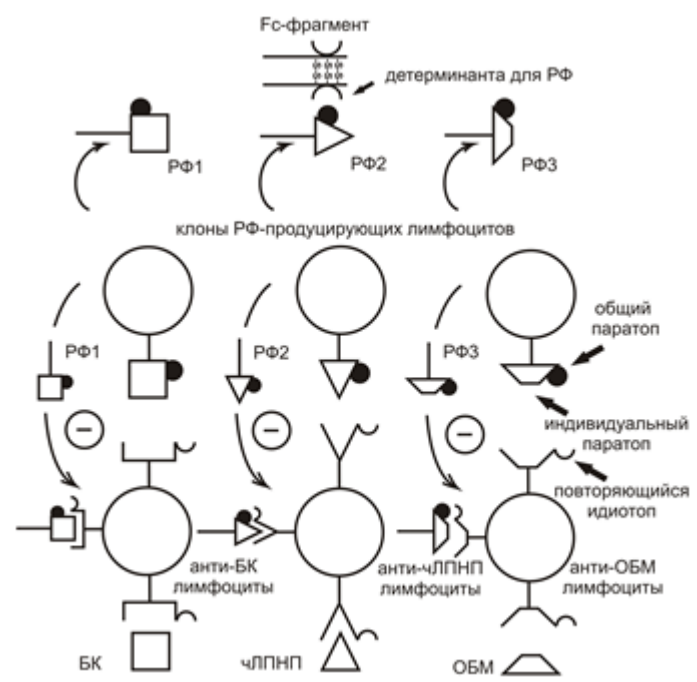 Fc-фрагмент
детерминанта для РФ
РФ1
РФ2
РФ3
клоны РФ-продуцирующих лимфоцитов
общий
паратоп
РФ1
РФ2
РФ3
индивидуальный
паратоп
повторяющийся
идиотоп
анти-БК
лимфоциты
анти-чЛПНП
лимфоциты
анти-ОБМ
лимфоциты
БК
чЛПНП
ОБМ